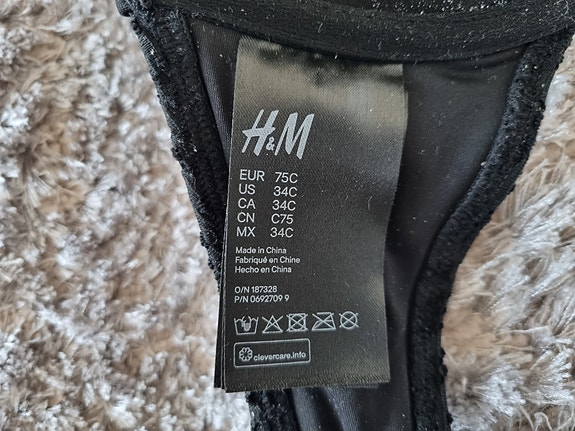 H&M
EUR 75C
US 34C
CA 34C
CN C75
MX 34C
Made in China
Fabriqué en Chine
Hecho en China
O/N 187328
P/N 0692709 9
clevercare.info